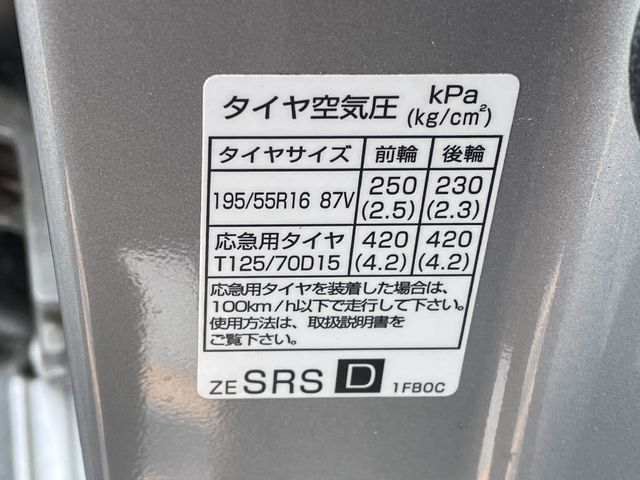 タイヤ空気圧 kPa (kg/cm²)
タイヤサイズ 前輪 後輪
195/55R16 87V 250 (2.5) 230 (2.3)
応急用タイヤ 420 420
T125/70D15 (4.2) (4.2)
応急用タイヤを装着した場合は、
100km/h以下で走行して下さい。
使用方法は、取扱説明書を
ご覧下さい。
ZE SRS D 1FB0C